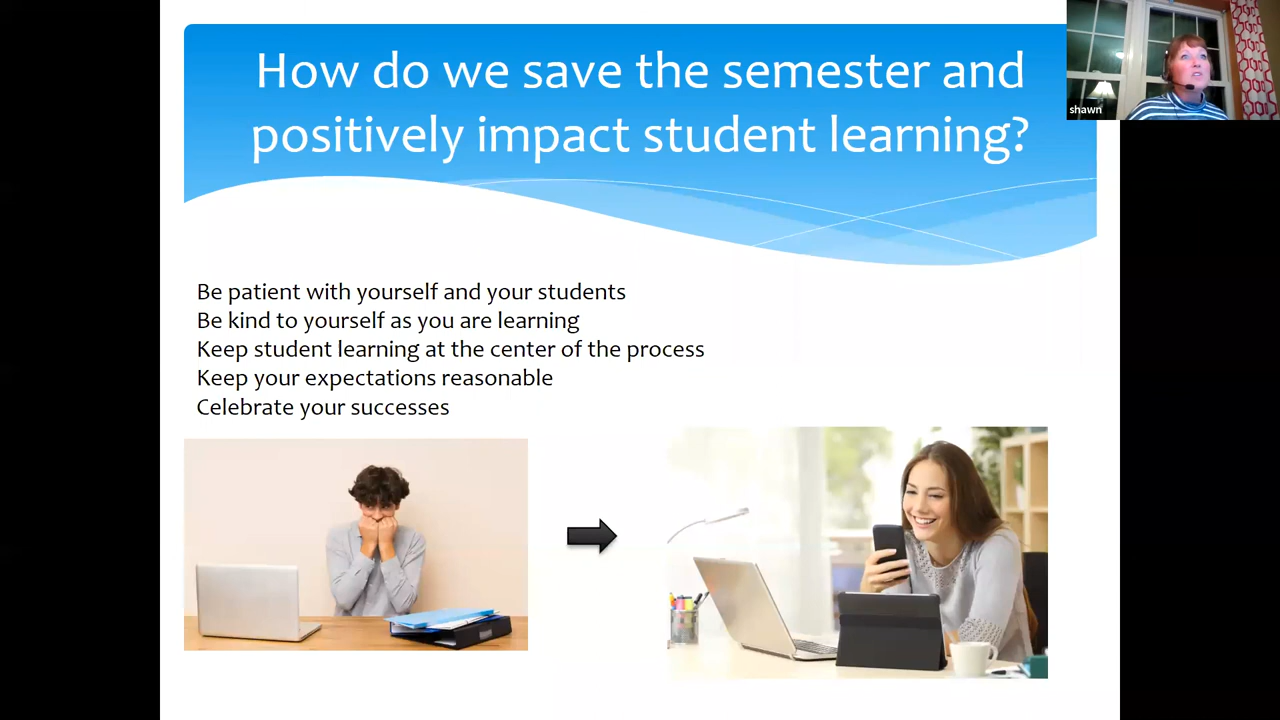 How do we save the semester and
positively impact student learning?
shawn
Be patient with yourself and your students
Be kind to yourself as you are learning
Keep student learning at the center of the process
Keep your expectations reasonable
Celebrate your successes